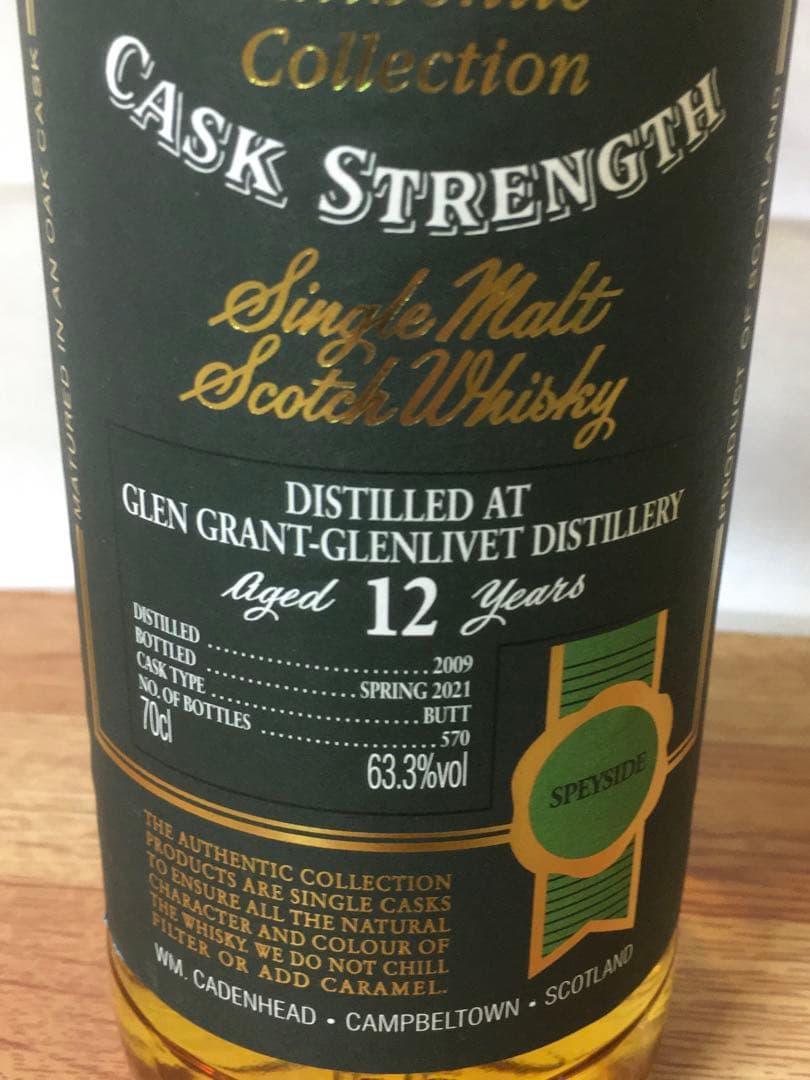 Collection
CASK STRENGTH
Single Malt
Scotch Whisky
DISTILLED AT
GLEN GRANT-GLENLIVET DISTILLERY
Aged 12 Years
DISTILLED ........................ 2009
BOTTLED ................ SPRING 2021
CASK TYPE ...................... BUTT
NO. OF BOTTLES ................... 570
70cl 63.3%vol
SPEYSIDE
THE AUTHENTIC COLLECTION
PRODUCTS ARE SINGLE CASKS
TO ENSURE ALL THE NATURAL
CHARACTER AND COLOUR OF
THE WHISKY. WE DO NOT CHILL
FILTER OR ADD CARAMEL.
WM. CADENHEAD • CAMPBELTOWN • SCOTLAND
MATURED IN AN OAK CASK
PRODUCT OF SCOTLAND